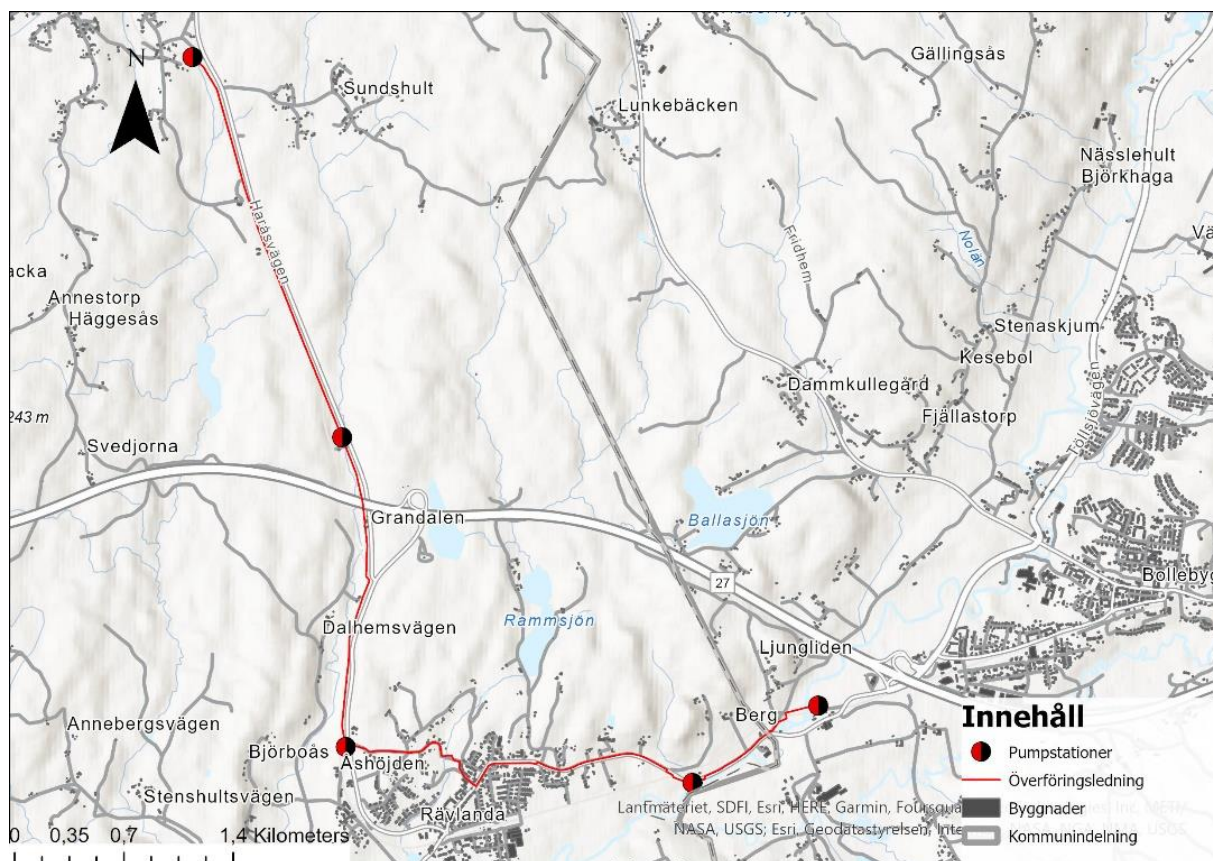 N
Sundshult
Lunkebäcken
Gällingsås
Nässlehult
Björkhaga
Haråsvägen
Fridhem
Nolån
acka
Annestorp
Häggesås
Stenaskjum
Kesebol
Dammkullegård
Fjällastorp
Töllsjövägen
243 m
Svedjorna
Grandalen
Ballasjön
27
Bolleby
Rammsjön
Dalhemsvägen
Ljungliden
Annebergsvägen
Björboås
Åshöjden
Berg
Stenshultsvägen
Rävlanda
Innehåll
Pumpstationer
Överföringsledning
Byggnader
Kommunindelning
0 0,35 0,7 1,4 Kilometers
Lantmäteriet, SDFI, Esri, HERE, Garmin, Foursqua
NASA, USGS; Esri, Geodatastyrelsen, Inte